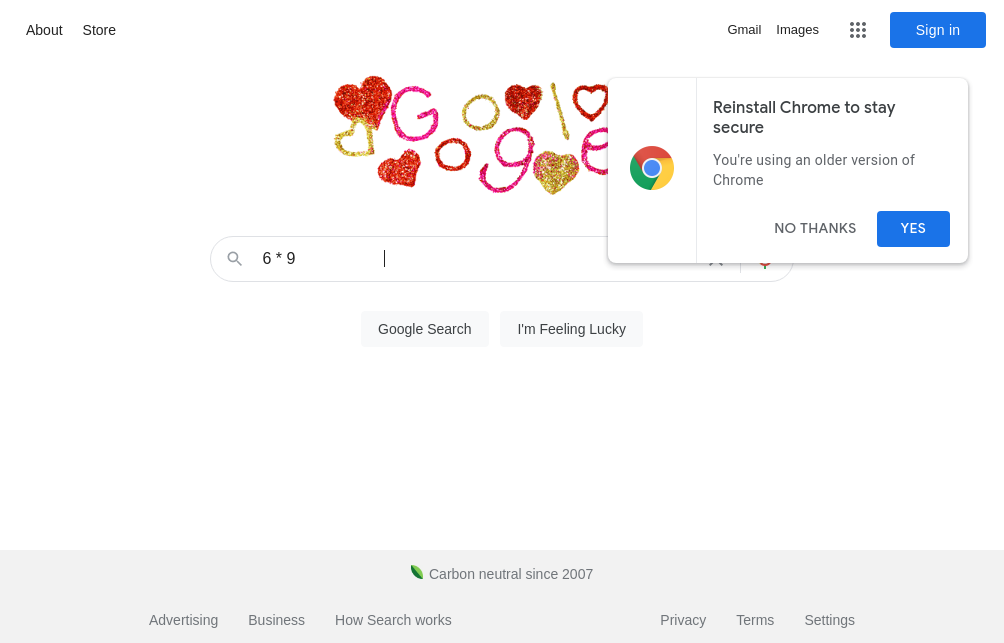 About Store Gmail Images Sign in
Google
Reinstall Chrome to stay
secure
You're using an older version of
Chrome
NO THANKS YES
6 * 9
Google Search I'm Feeling Lucky
Carbon neutral since 2007
Advertising Business How Search works Privacy Terms Settings